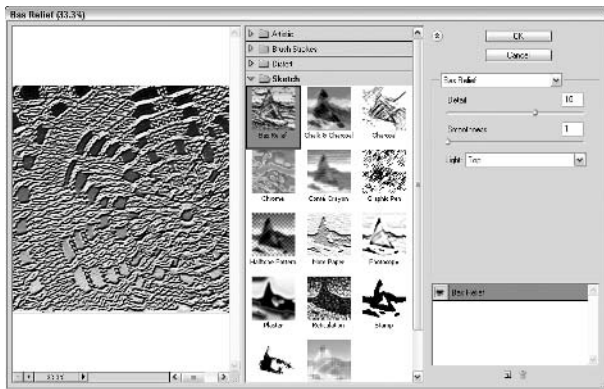 Bas Relief (33.3%)
Artistic
Brush Strokes
Distort
Sketch
Bas Relief
Chalk & Charcoal
Charcoal
Chrome
Conté Crayon
Graphic Pen
Halftone Pattern
Note Paper
Photocopy
Plaster
Reticulation
Stamp
33.3%
OK
Cancel
Bas Relief
Detail
10
Smoothness
1
Light: Top
Bas Relief